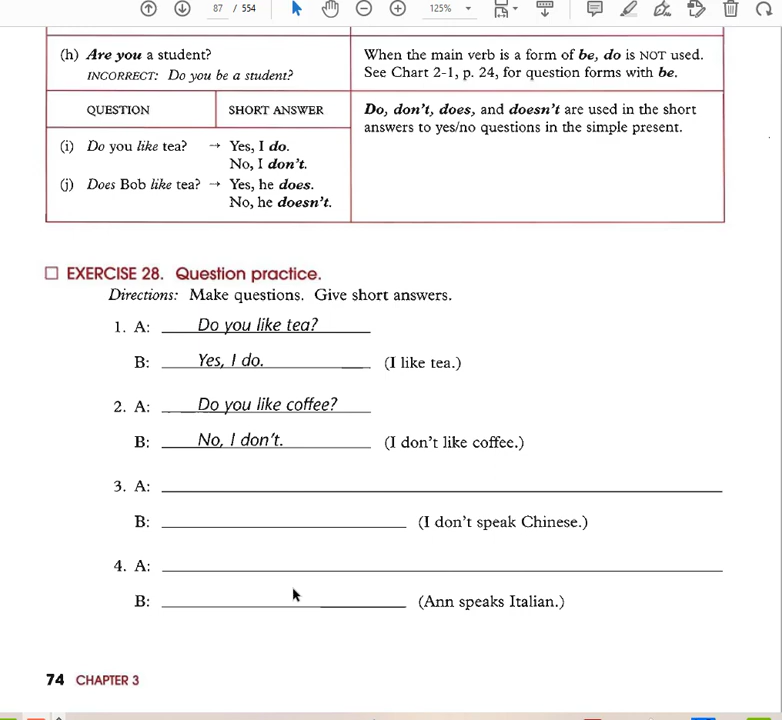 87 / 554 125%
(h) Are you a student?
INCORRECT: Do you be a student?
When the main verb is a form of be, do is NOT used.
See Chart 2-1, p. 24, for question forms with be.
QUESTION SHORT ANSWER
Do, don't, does, and doesn't are used in the short
answers to yes/no questions in the simple present.
(i) Do you like tea? → Yes, I do.
No, I don't.
(j) Does Bob like tea? → Yes, he does.
No, he doesn't.
EXERCISE 28. Question practice.
Directions: Make questions. Give short answers.
1. A: Do you like tea?
B: Yes, I do. (I like tea.)
2. A: Do you like coffee?
B: No, I don't. (I don't like coffee.)
3. A:
B: (I don't speak Chinese.)
4. A:
B: (Ann speaks Italian.)
74 CHAPTER 3